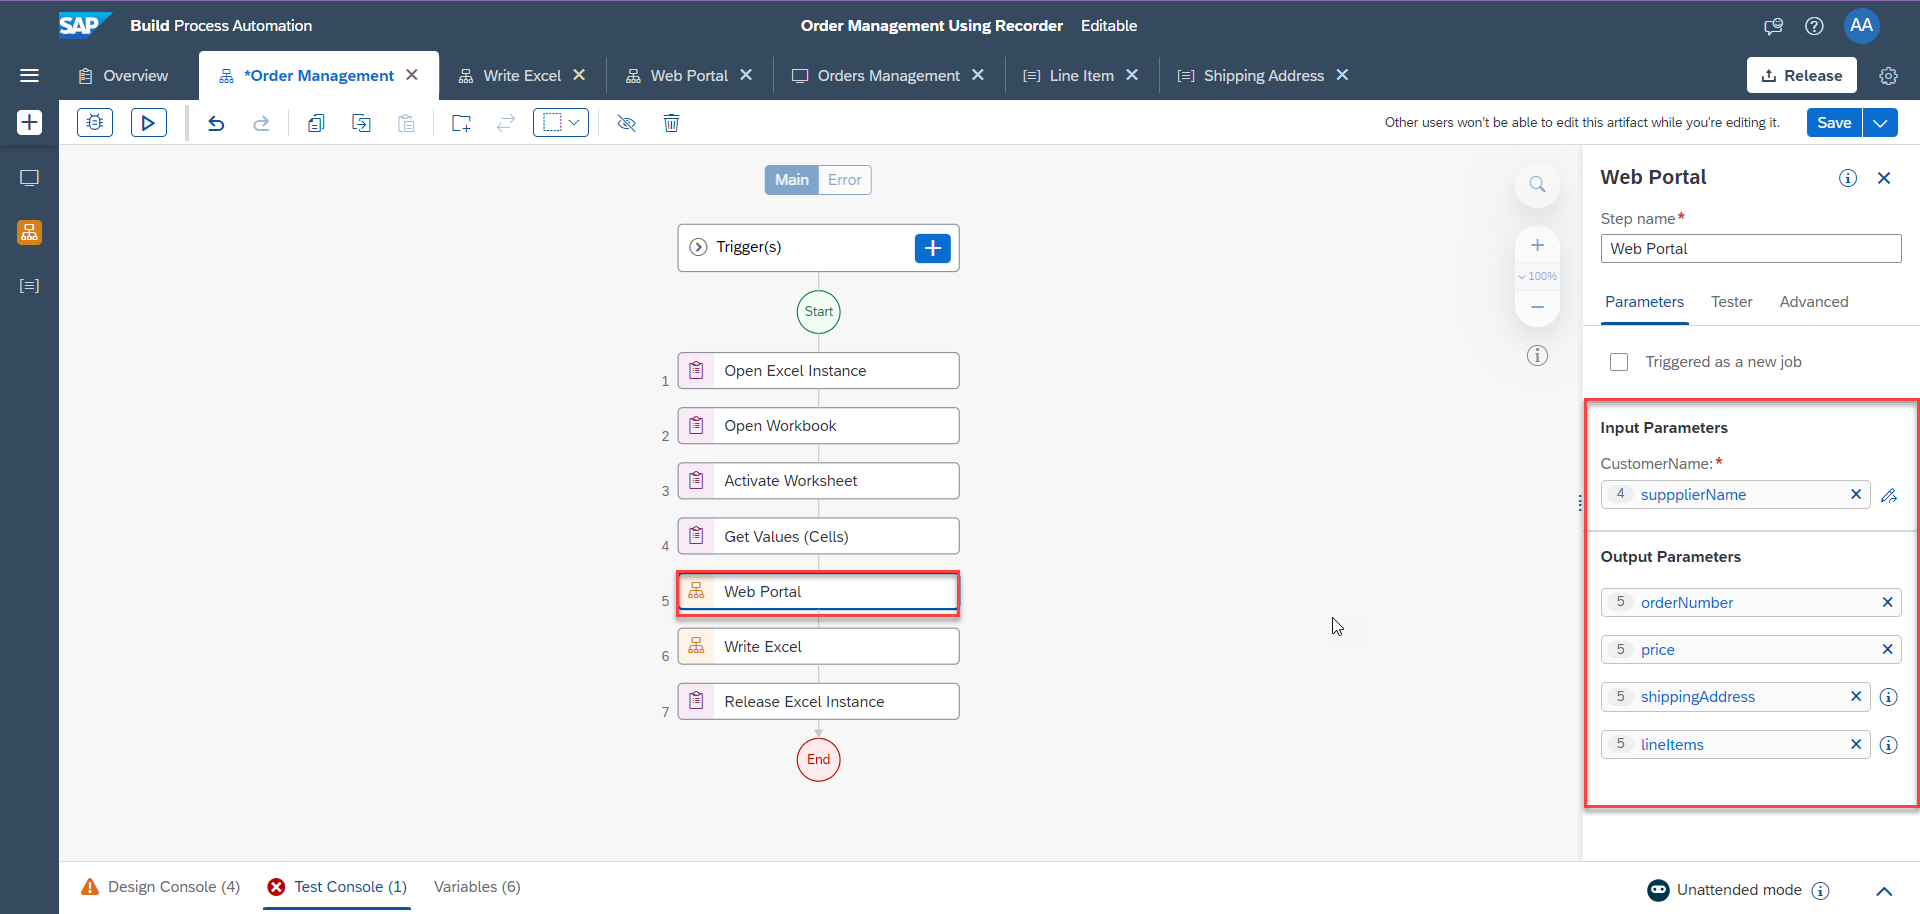 SAP Build Process Automation
Order Management Using Recorder Editable
AA
Overview
*Order Management
Write Excel
Web Portal
Orders Management
Line Item
Shipping Address
Release
Other users won't be able to edit this artifact while you're editing it.
Save
Main Error
Trigger(s)
Start
1 Open Excel Instance
2 Open Workbook
3 Activate Worksheet
4 Get Values (Cells)
5 Web Portal
6 Write Excel
7 Release Excel Instance
End
100%
Web Portal
Step name*
Web Portal
Parameters Tester Advanced
Triggered as a new job
Input Parameters
CustomerName:*
4 suppplierName
Output Parameters
5 orderNumber
5 price
5 shippingAddress
5 lineItems
Design Console (4) Test Console (1) Variables (6)
Unattended mode